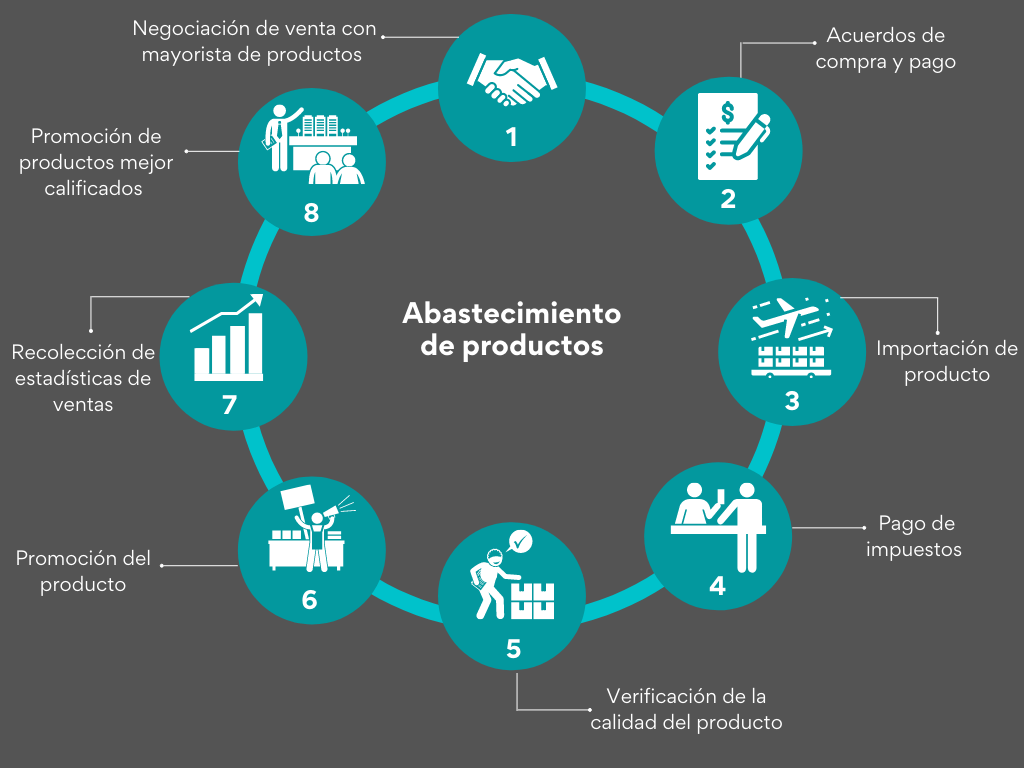 Abastecimiento
de productos
Negociación de venta con
mayorista de productos
1
Acuerdos de
compra y pago
$
2
Importación de
producto
3
Pago de
impuestos
4
Verificación de la
calidad del producto
5
Promoción del
producto
6
Recolección de
estadísticas de
ventas
7
Promoción de
productos mejor
calificados
8